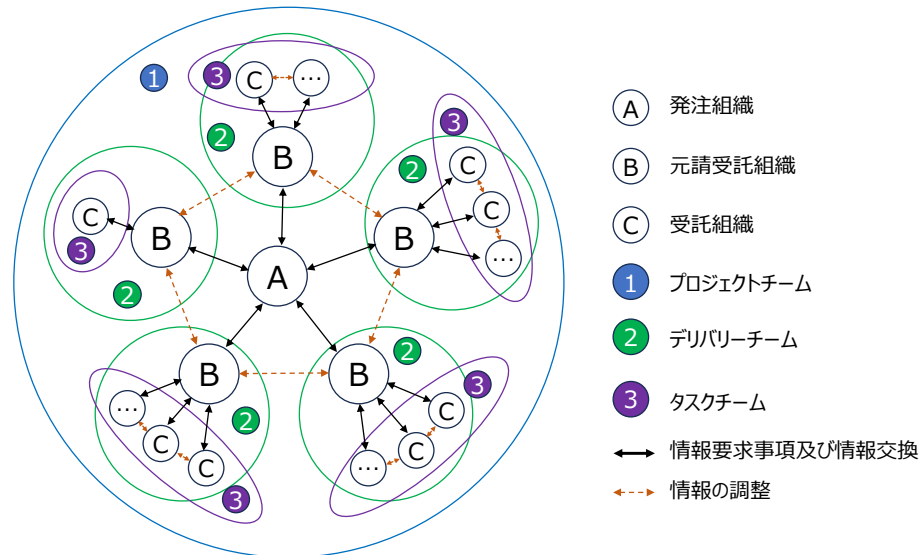 1
3
C
…
2
B
3
2
C
C
…
B
C
3
B
2
A
B
2
…
C
C
3
B
2
3
C
C
…
A 発注組織
B 元請受託組織
C 受託組織
1 プロジェクトチーム
2 デリバリーチーム
3 タスクチーム
情報要求事項及び情報交換
情報の調整